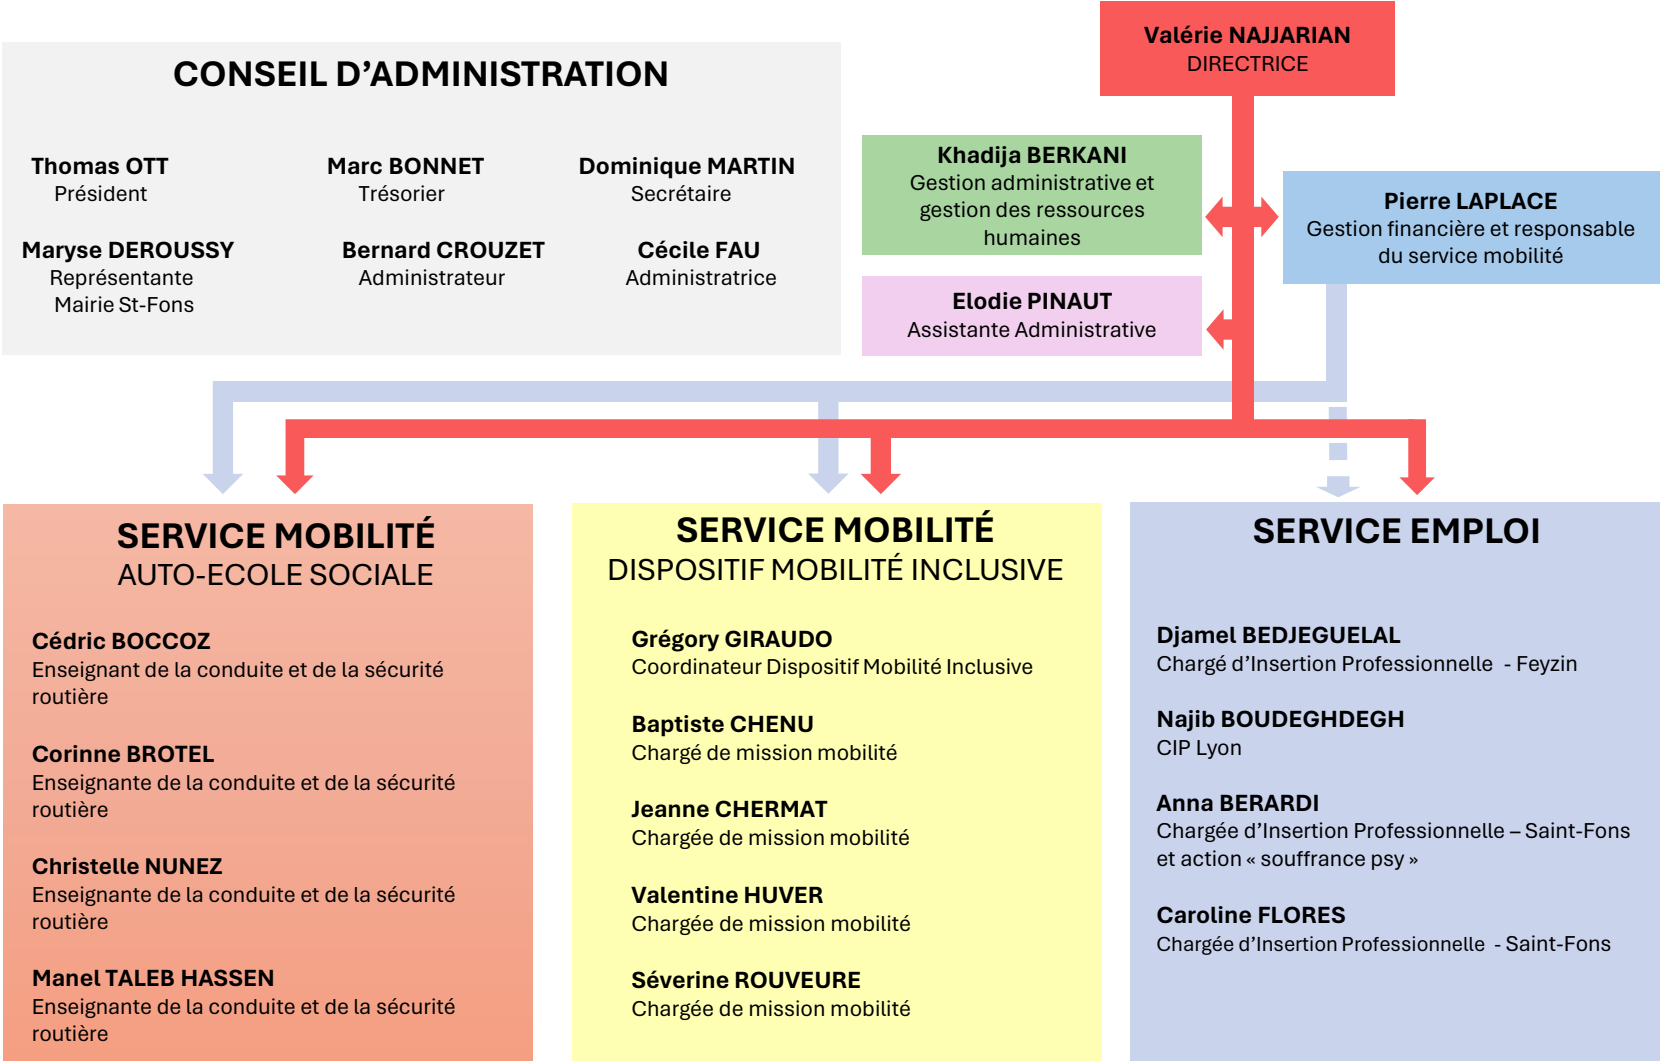 CONSEIL D’ADMINISTRATION
Thomas OTT
Président
Marc BONNET
Trésorier
Dominique MARTIN
Secrétaire
Maryse DEROUSSY
Représentante
Mairie St-Fons
Bernard CROUZET
Administrateur
Cécile FAU
Administratrice
Valérie NAJJARIAN
DIRECTRICE
Khadija BERKANI
Gestion administrative et
gestion des ressources
humaines
Pierre LAPLACE
Gestion financière et responsable
du service mobilité
Elodie PINAUT
Assistante Administrative
SERVICE MOBILITÉ
AUTO-ECOLE SOCIALE
Cédric BOCCOZ
Enseignant de la conduite et de la sécurité
routière
Corinne BROTEL
Enseignante de la conduite et de la sécurité
routière
Christelle NUNEZ
Enseignante de la conduite et de la sécurité
routière
Manel TALEB HASSEN
Enseignante de la conduite et de la sécurité
routière
SERVICE MOBILITÉ
DISPOSITIF MOBILITÉ INCLUSIVE
Grégory GIRAUDO
Coordinateur Dispositif Mobilité Inclusive
Baptiste CHENU
Chargé de mission mobilité
Jeanne CHERMAT
Chargée de mission mobilité
Valentine HUVER
Chargée de mission mobilité
Séverine ROUVEURE
Chargée de mission mobilité
SERVICE EMPLOI
Djamel BEDJEGUELAL
Chargé d’Insertion Professionnelle - Feyzin
Najib BOUDEGHDEGH
CIP Lyon
Anna BERARDI
Chargée d’Insertion Professionnelle – Saint-Fons
et action « souffrance psy »
Caroline FLORES
Chargée d’Insertion Professionnelle - Saint-Fons